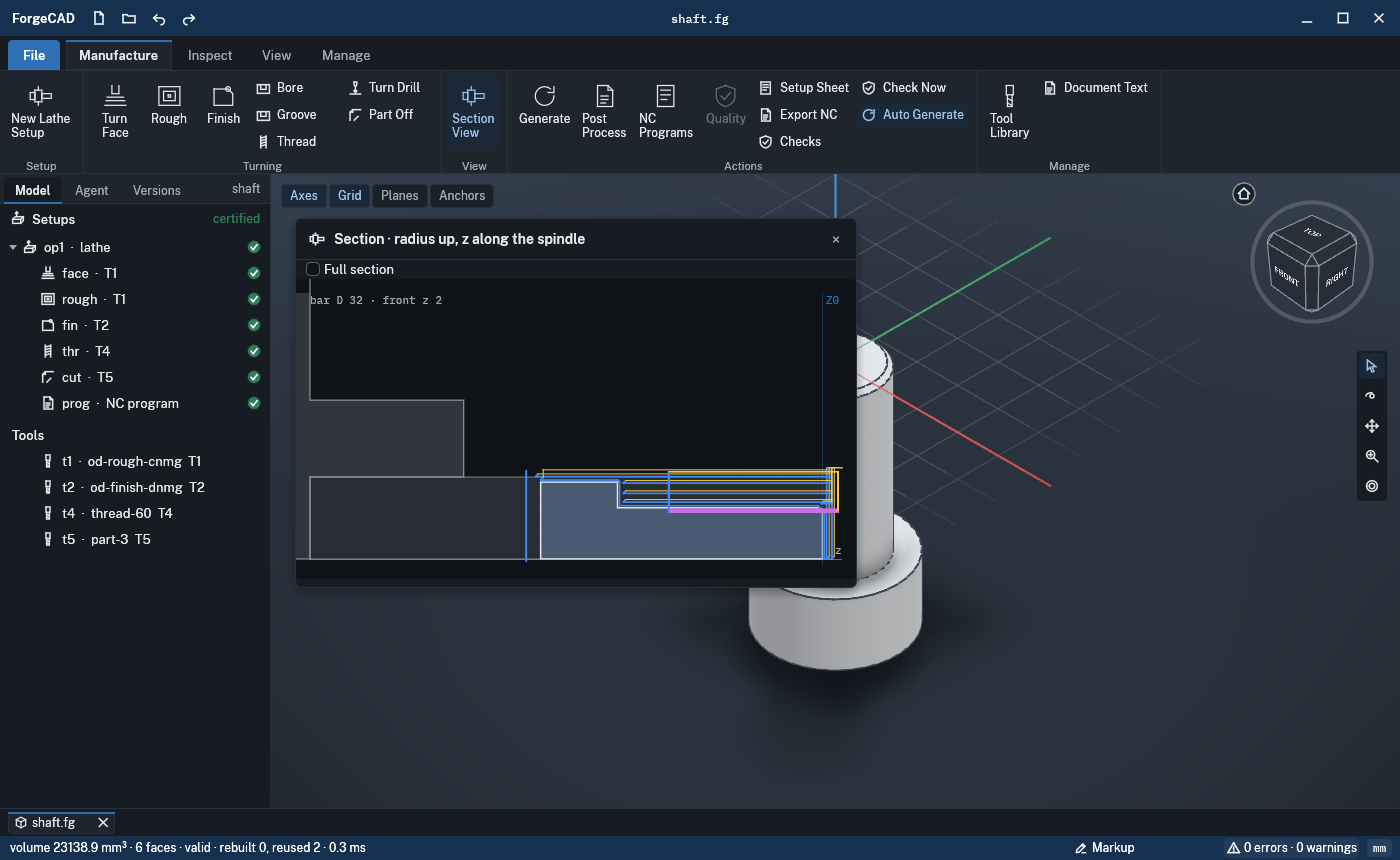 ForgeCAD
shaft.fg
File
Manufacture
Inspect
View
Manage
New Lathe
Setup
Setup
Turn
Face
Rough
Finish
Bore
Groove
Thread
Turn Drill
Part Off
Turning
Section
View
View
Generate
Post
Process
NC
Programs
Quality
Setup Sheet
Export NC
Checks
Check Now
Auto Generate
Actions
Tool
Library
Document Text
Manage
Model
Agent
Versions
shaft
Setups
certified
op1 · lathe
face · T1
rough · T1
fin · T2
thr · T4
cut · T5
prog · NC program
Tools
t1 · od-rough-cnmg T1
t2 · od-finish-dnmg T2
t4 · thread-60 T4
t5 · part-3 T5
Axes
Grid
Planes
Anchors
Section · radius up, z along the spindle
Full section
bar D 32 · front z 2
Z0
z
TOP
FRONT
RIGHT
shaft.fg
volume 23138.9 mm³ · 6 faces · valid · rebuilt 0, reused 2 · 0.3 ms
Markup
0 errors · 0 warnings
mm